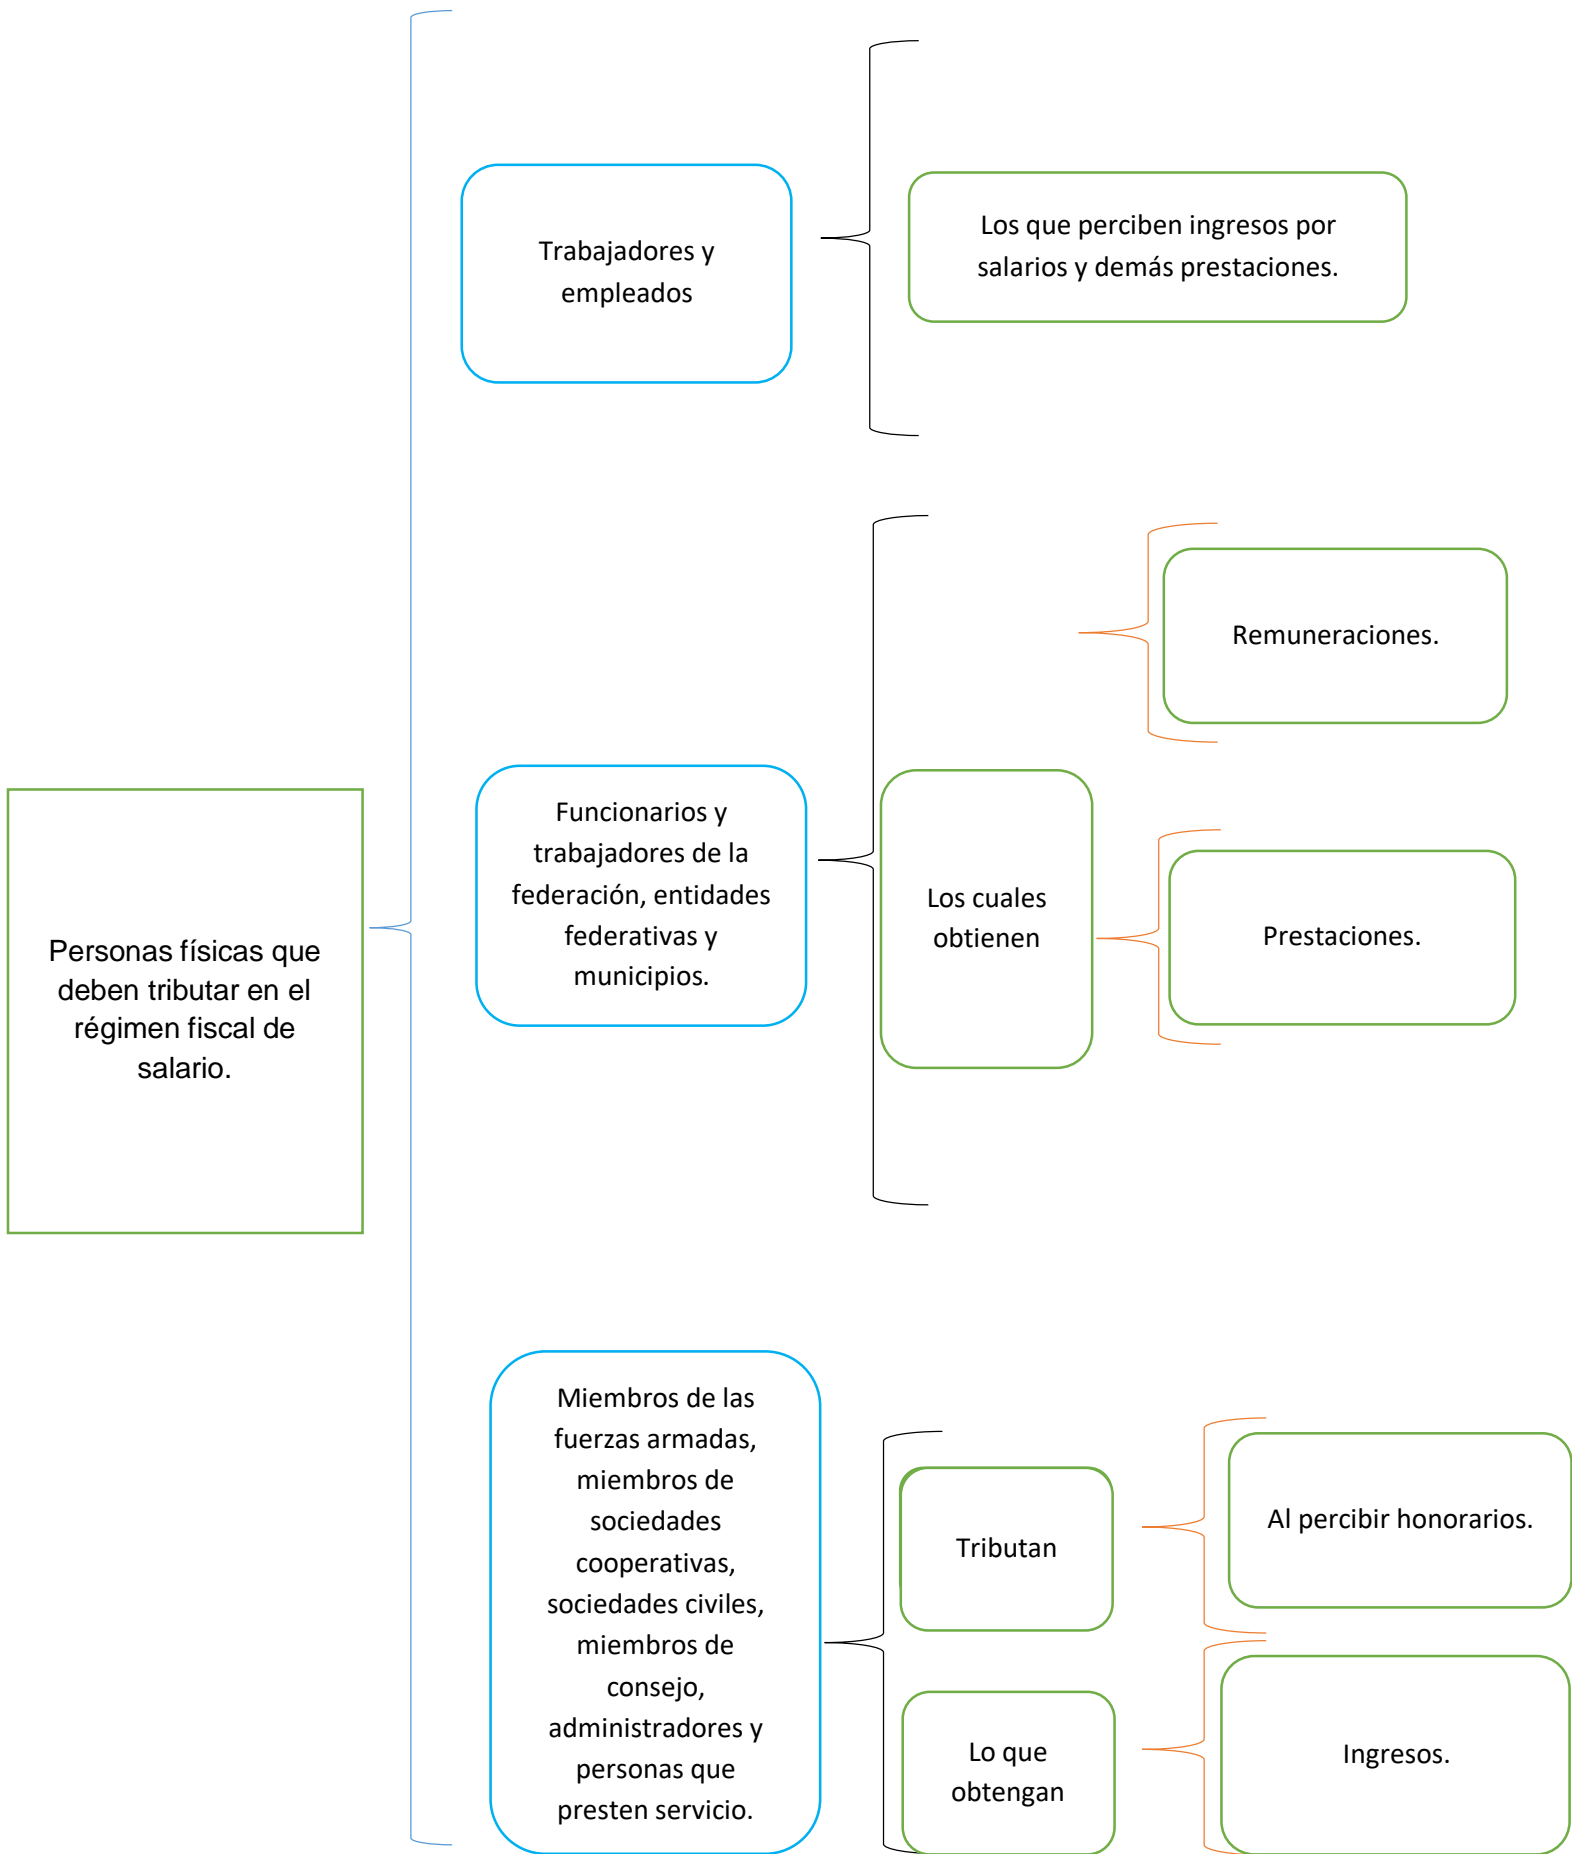 Personas físicas que
deben tributar en el
régimen fiscal de
salario.
Trabajadores y
empleados
Los que perciben ingresos por
salarios y demás prestaciones.
Funcionarios y
trabajadores de la
federación, entidades
federativas y
municipios.
Los cuales
obtienen
Remuneraciones.
Prestaciones.
Miembros de las
fuerzas armadas,
miembros de
sociedades
cooperativas,
sociedades civiles,
miembros de
consejo,
administradores y
personas que
presten servicio.
Tributan
Al percibir honorarios.
Lo que
obtengan
Ingresos.